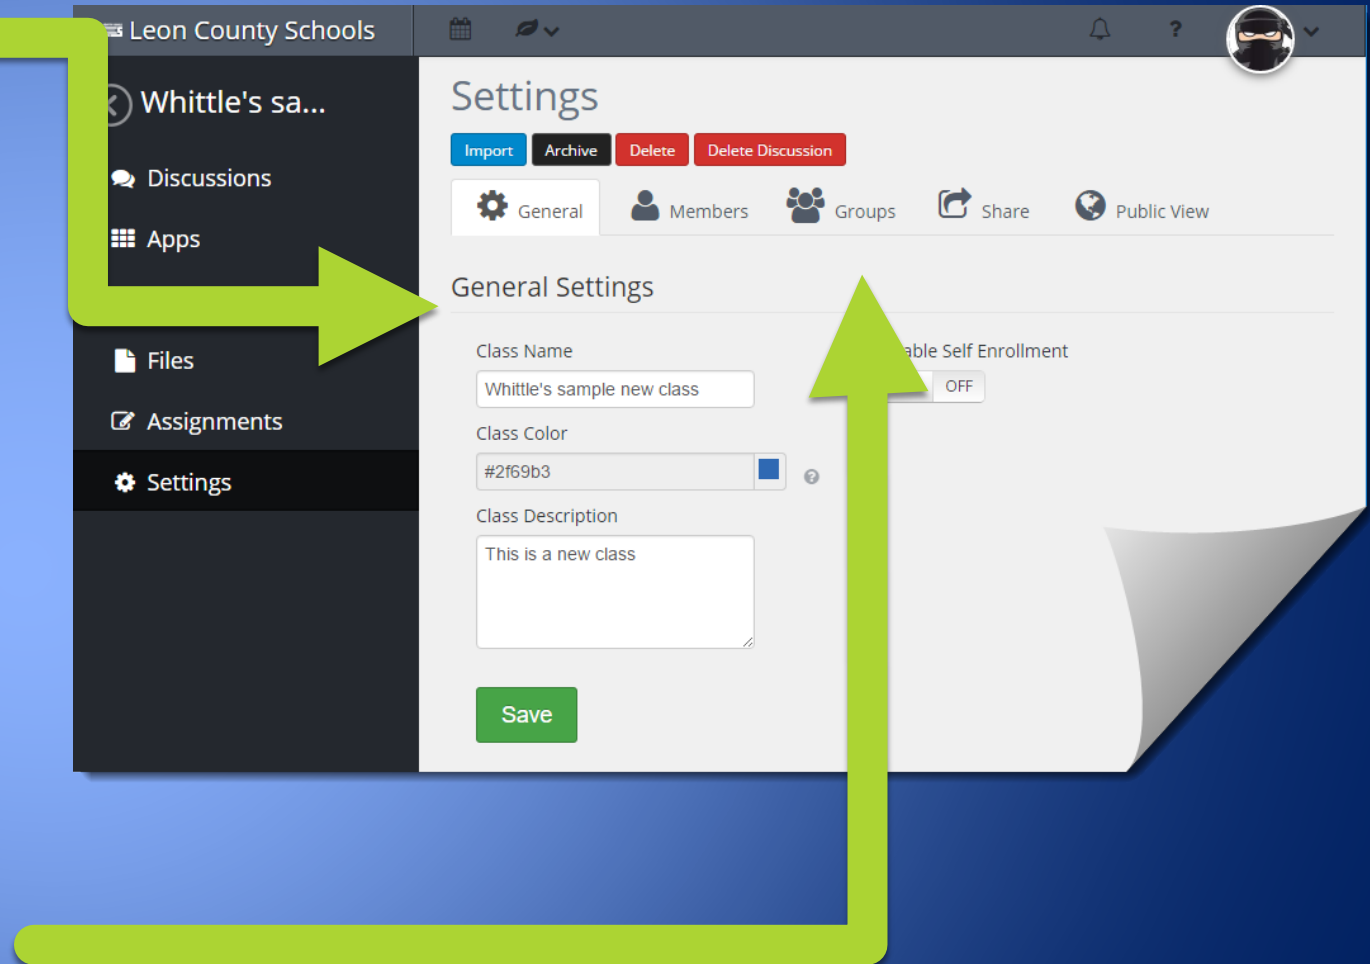 Leon County Schools
?
Whittle's sa...
Discussions
Apps
Files
Assignments
Settings
Settings
Import Archive Delete Delete Discussion
General Members Groups Share Public View
General Settings
Class Name
Whittle's sample new class
Self Enrollment
OFF
Class Color
#2f69b3
?
Class Description
This is a new class
Save